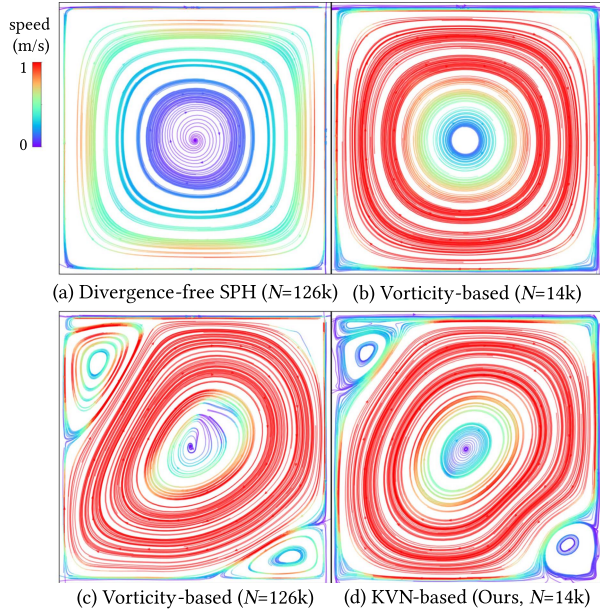 speed
(m/s)
1
0
(a) Divergence-free SPH (N=126k)
(b) Vorticity-based (N=14k)
(c) Vorticity-based (N=126k)
(d) KVN-based (Ours, N=14k)